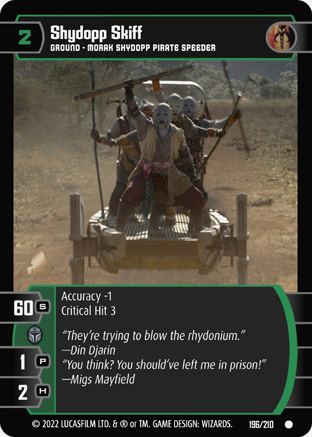 2
Shydopp Skiff
GROUND - MORAK SHYDOPP PIRATE SPEEDER
60 S
Accuracy -1
Critical Hit 3
1 P
2 H
“They’re trying to blow the rhydonium.”
—Din Djarin
“You think? You should’ve left me in prison!”
—Migs Mayfield
© 2022 LUCASFILM LTD. & ® or TM. GAME DESIGN: WIZARDS. 196/210